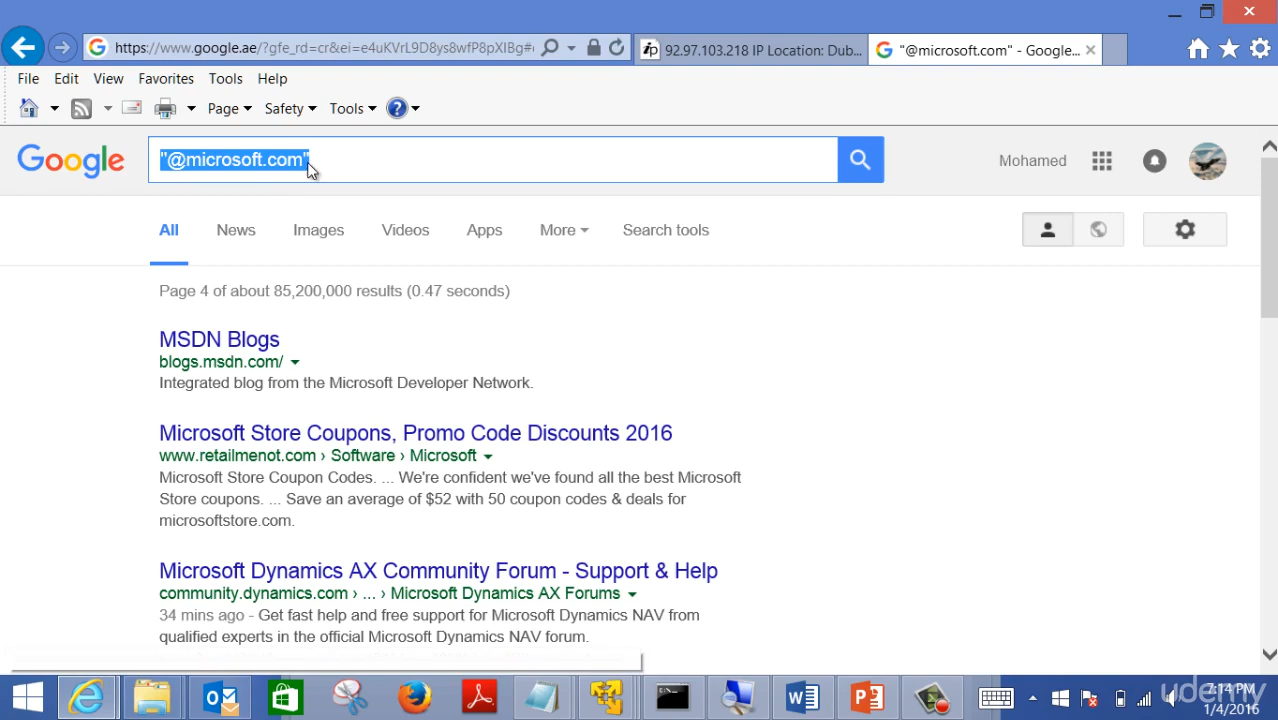 https://www.google.ae/?gfe_rd=cr&ei=e4uKVrL9D8ys8wfP8pXIBg#
92.97.103.218 IP Location: Dub...
"@microsoft.com" - Google...
File Edit View Favorites Tools Help
Page Safety Tools
Google
"@microsoft.com"
Mohamed
All News Images Videos Apps More Search tools
Page 4 of about 85,200,000 results (0.47 seconds)
MSDN Blogs
blogs.msdn.com/
Integrated blog from the Microsoft Developer Network.
Microsoft Store Coupons, Promo Code Discounts 2016
www.retailmenot.com › Software › Microsoft
Microsoft Store Coupon Codes. ... We're confident we've found all the best Microsoft
Store coupons. ... Save an average of $52 with 50 coupon codes & deals for
microsoftstore.com.
Microsoft Dynamics AX Community Forum - Support & Help
community.dynamics.com › ... › Microsoft Dynamics AX Forums
34 mins ago - Get fast help and free support for Microsoft Dynamics NAV from
qualified experts in the official Microsoft Dynamics NAV forum.
udemy
7:14 PM
1/4/2016